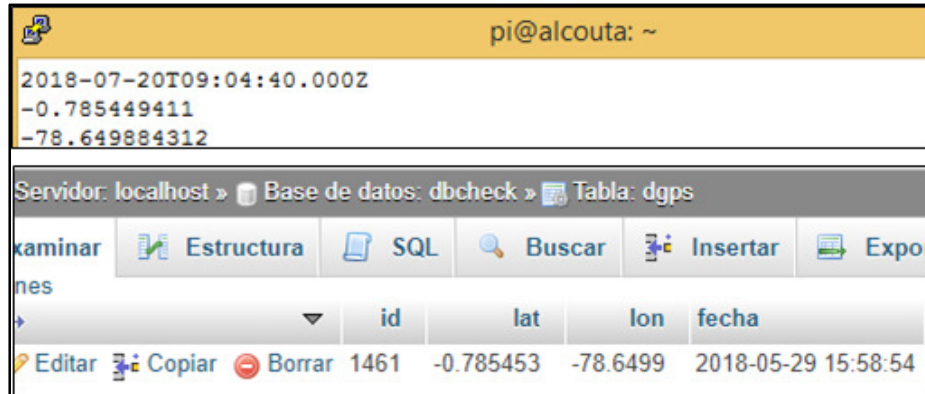 pi@alcouta: ~
2018-07-20T09:04:40.000Z
-0.785449411
-78.649884312
Servidor: localhost » Base de datos: dbcheck » Tabla: dgps
xaminar Estructura SQL Buscar Insertar Expo
nes
id lat lon fecha
Editar Copiar Borrar 1461 -0.785453 -78.6499 2018-05-29 15:58:54